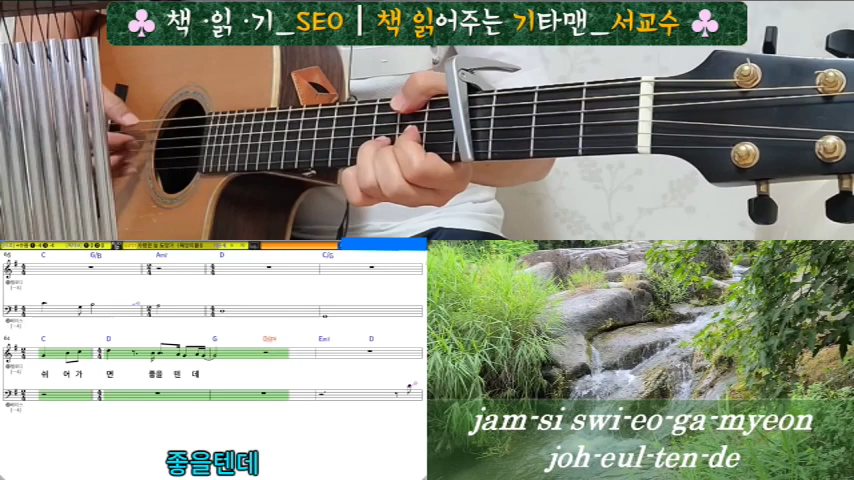 ♣ 책 ·읽 ·기_SEO | 책 읽어주는 기타맨_서교수 ♣
C G/B Am7 D C/G
C D G Em7 D
쉬 어 가 면 좋을 텐 데
좋을텐데
jam-si swi-eo-ga-myeon
joh-eul-ten-de